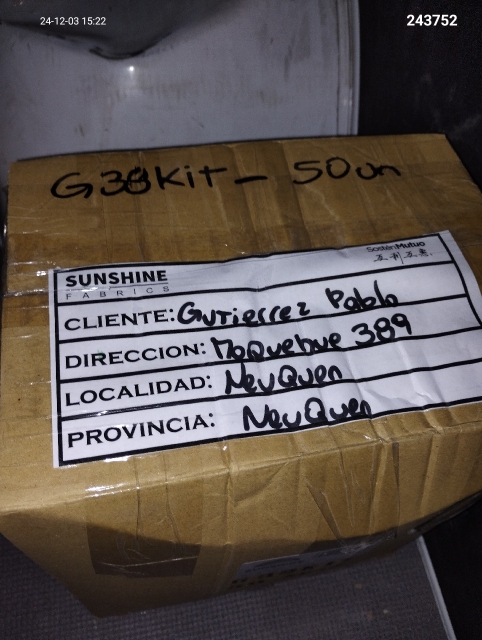 24-12-03 15:22
243752
G38Kit - 50un
SosténMutuo
SUNSHINE
FABRICS
CLIENTE: Gutierrez Pablo
DIRECCION: Moquehue 389
LOCALIDAD: NeuQuen
PROVINCIA: NeuQuen